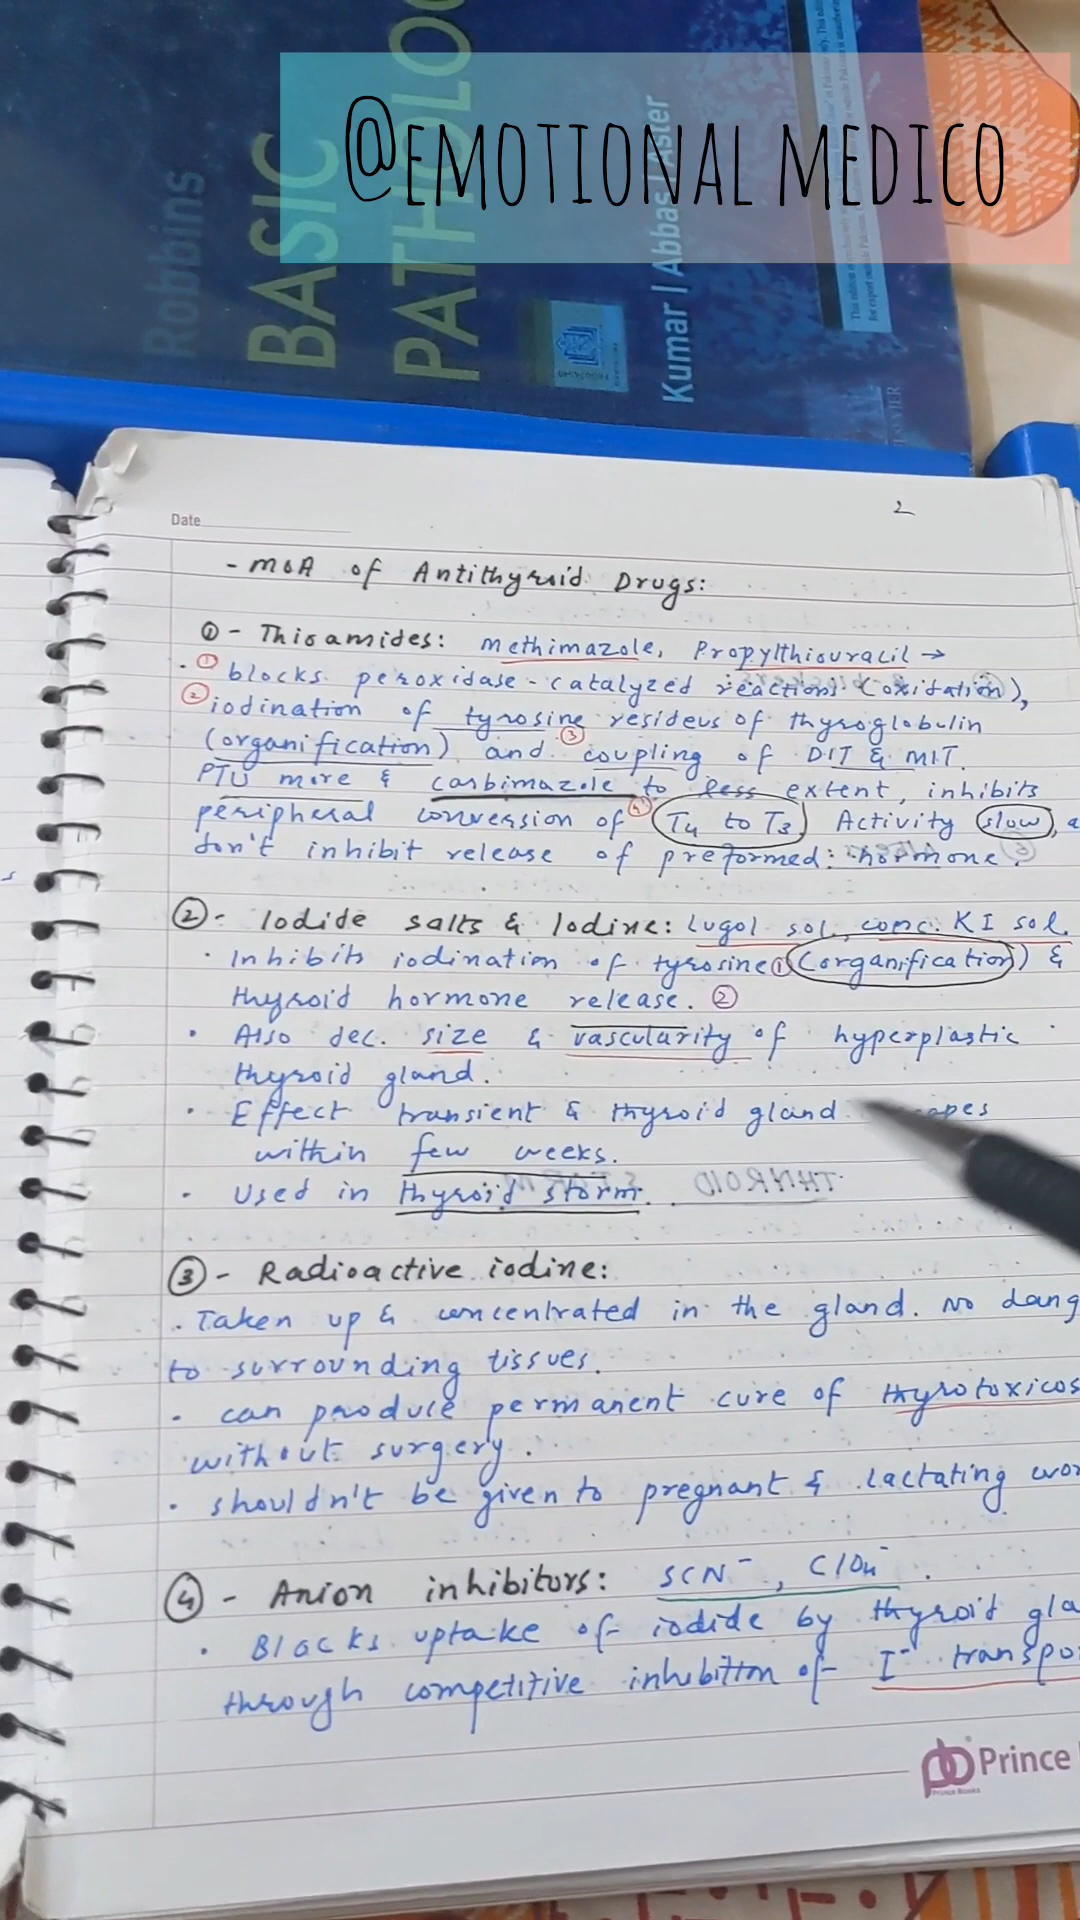 @EMOTIONAL MEDICO
Robbins
BASIC
PATHOLO
Kumar | Abbas | Aster
2
Date
- MOA of Antithyroid Drugs:
① - Thioamides: Methimazole, Propylthiouracil →
① blocks peroxidase-catalyzed reactions (oxidation),
② iodination of tyrosine resideus of thyroglobulin
(organification) and ③ coupling of DIT & MIT.
PTU more & carbimazole to less extent, inhibits
peripheral conversion of ④ (T4 to T3) Activity slow, a
don't inhibit release of preformed hormone.
② - Iodide salts & Iodine: Lugol sol., conc. KI sol.
· Inhibits iodination of tyrosine ① (organification) &
thyroid hormone release. ②
· Also dec. size & vascularity of hyperplastic
thyroid gland.
· Effect transient & thyroid gland apes
within few weeks.
· Used in thyroid storm.
③ - Radioactive iodine:
· Taken up & concentrated in the gland. No dang
to surrounding tissues.
· can produce permanent cure of thyrotoxicos
without surgery.
· shouldn't be given to pregnant & lactating wom
④ - Anion inhibitors: SCN⁻, ClO4⁻.
· Blocks uptake of iodide by thyroid gla
through competitive inhibition of I⁻ transpo
pb Prince
Prince Books